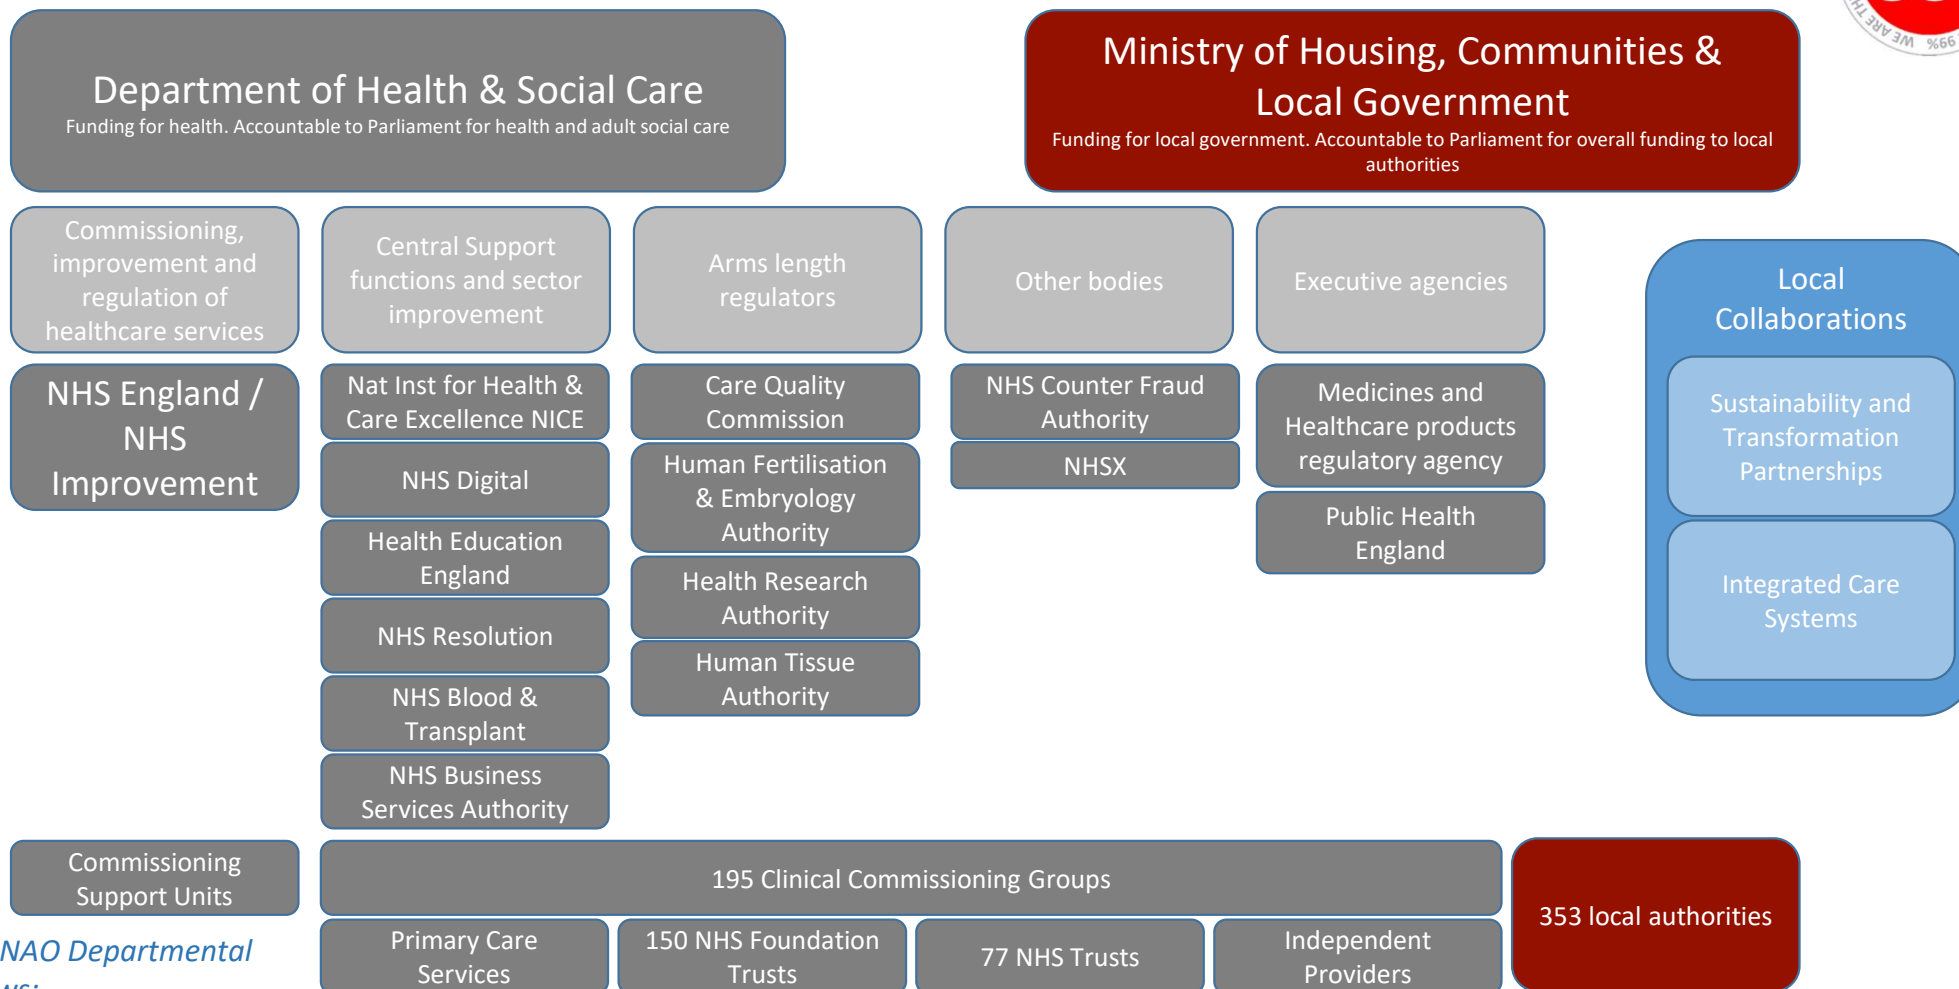 WE ARE TH
99%
Department of Health & Social Care
Funding for health. Accountable to Parliament for health and adult social care
Ministry of Housing, Communities &
Local Government
Funding for local government. Accountable to Parliament for overall funding to local
authorities
Commissioning,
improvement and
regulation of
healthcare services
Central Support
functions and sector
improvement
Arms length
regulators
Other bodies
Executive agencies
Local
Collaborations
Sustainability and
Transformation
Partnerships
Integrated Care
Systems
NHS England /
NHS
Improvement
Nat Inst for Health &
Care Excellence NICE
NHS Digital
Health Education
England
NHS Resolution
NHS Blood &
Transplant
NHS Business
Services Authority
Care Quality
Commission
Human Fertilisation
& Embryology
Authority
Health Research
Authority
Human Tissue
Authority
NHS Counter Fraud
Authority
NHSX
Medicines and
Healthcare products
regulatory agency
Public Health
England
Commissioning
Support Units
195 Clinical Commissioning Groups
353 local authorities
Primary Care
Services
150 NHS Foundation
Trusts
77 NHS Trusts
Independent
Providers
NAO Departmental